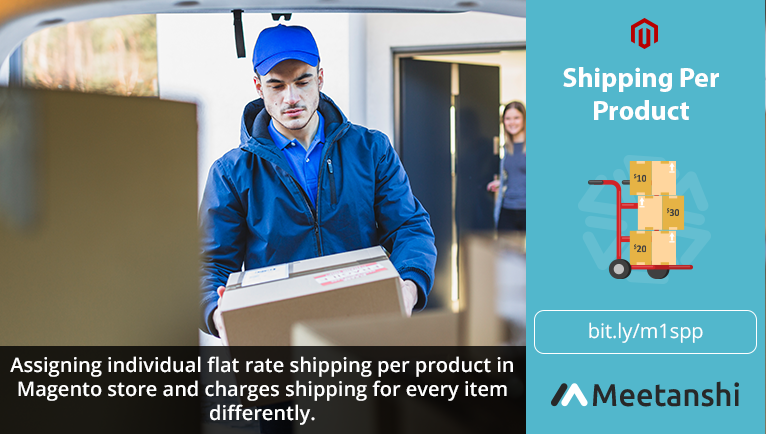 Shipping Per
Product
$10
$30
$20
bit.ly/m1spp
Meetanshi
Assigning individual flat rate shipping per product in
Magento store and charges shipping for every item
differently.